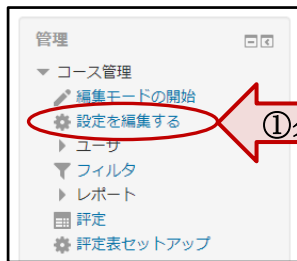 管理
コース管理
編集モードの開始
設定を編集する
①
ユーザ
フィルタ
レポート
評定
評定表セットアップ